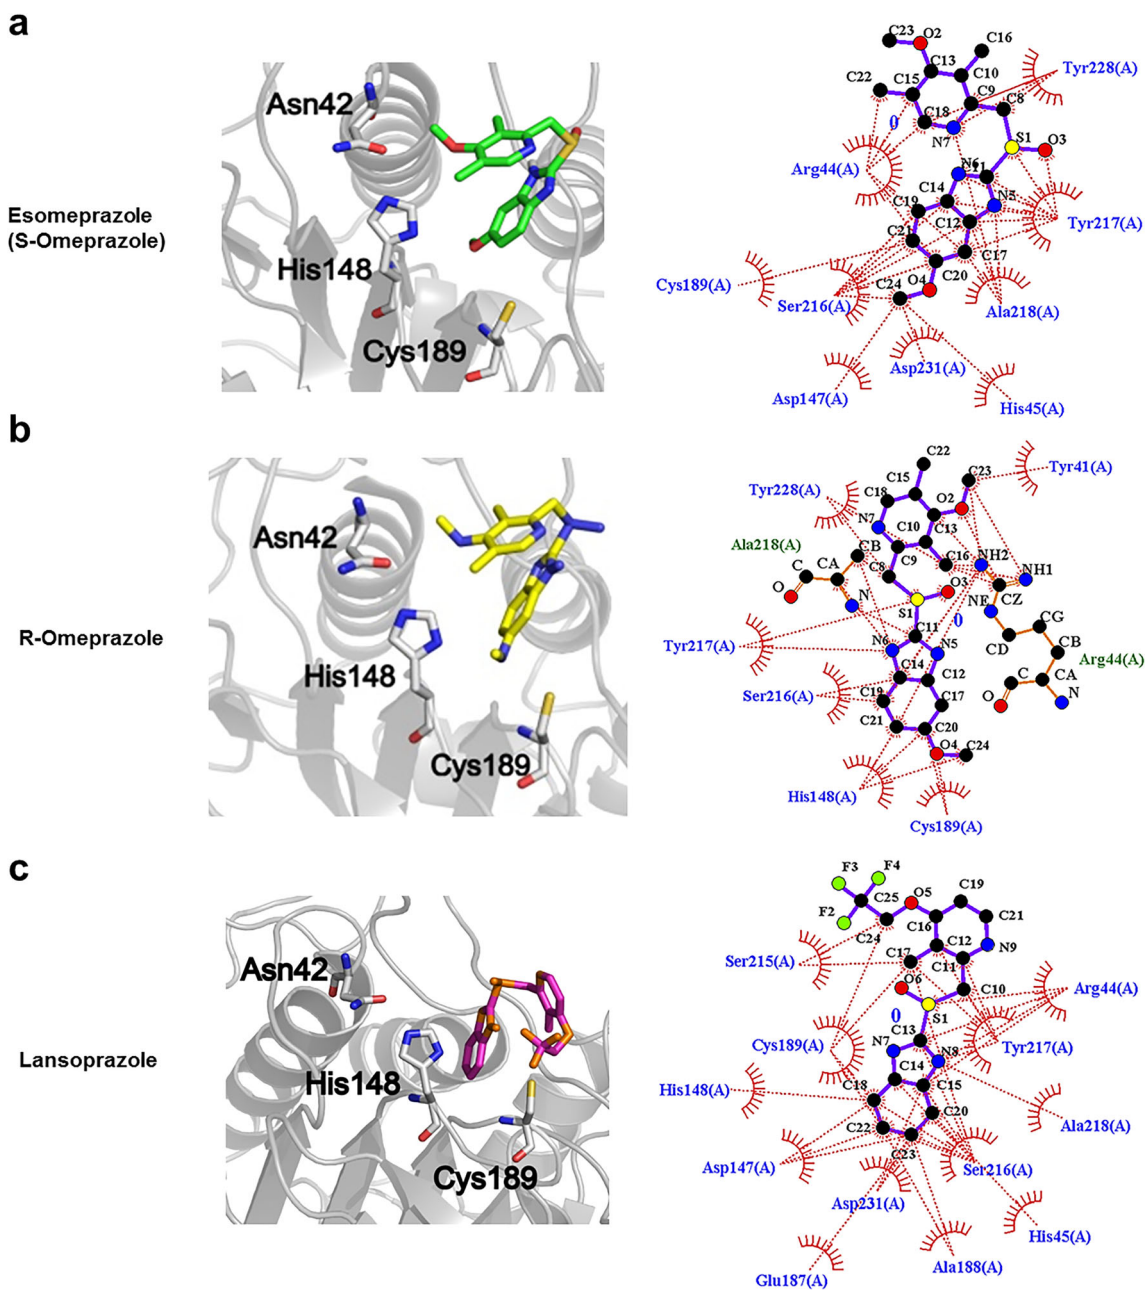 a
Esomeprazole
(S-Omeprazole)
Asn42
His148
Cys189
C23
O2
C16
C13
C10
C22
C15
C9
C18
C8
N7
S1
O3
N6
C11
C14
N5
C19
C12
C21
C17
C20
O4
C24
0
Tyr228(A)
Arg44(A)
Tyr217(A)
Cys189(A)
Ser216(A)
Ala218(A)
Asp231(A)
Asp147(A)
His45(A)
b
R-Omeprazole
Asn42
His148
Cys189
C22
C23
Tyr41(A)
C15
Tyr228(A)
C18
O2
N7
C10
C13
Ala218(A)
CB
C9
C16
NH2
C
CA
C8
O3
NH1
O
N
NE
CZ
S1
0
CG
C11
CD
Tyr217(A)
N6
N5
CB
Arg44(A)
C14
C12
C
CA
Ser216(A)
C19
C17
O
N
C21
C20
O4
C24
His148(A)
Cys189(A)
c
Lansoprazole
Asn42
His148
Cys189
F3
F4
C25
O5
C19
F2
C16
C21
C24
C12
N9
Ser215(A)
C17
C11
O6
C10
Arg44(A)
0
S1
C13
Cys189(A)
N7
N8
Tyr217(A)
C14
His148(A)
C18
C15
C20
Ala218(A)
C22
C23
Asp147(A)
Ser216(A)
Asp231(A)
His45(A)
Ala188(A)
Glu187(A)